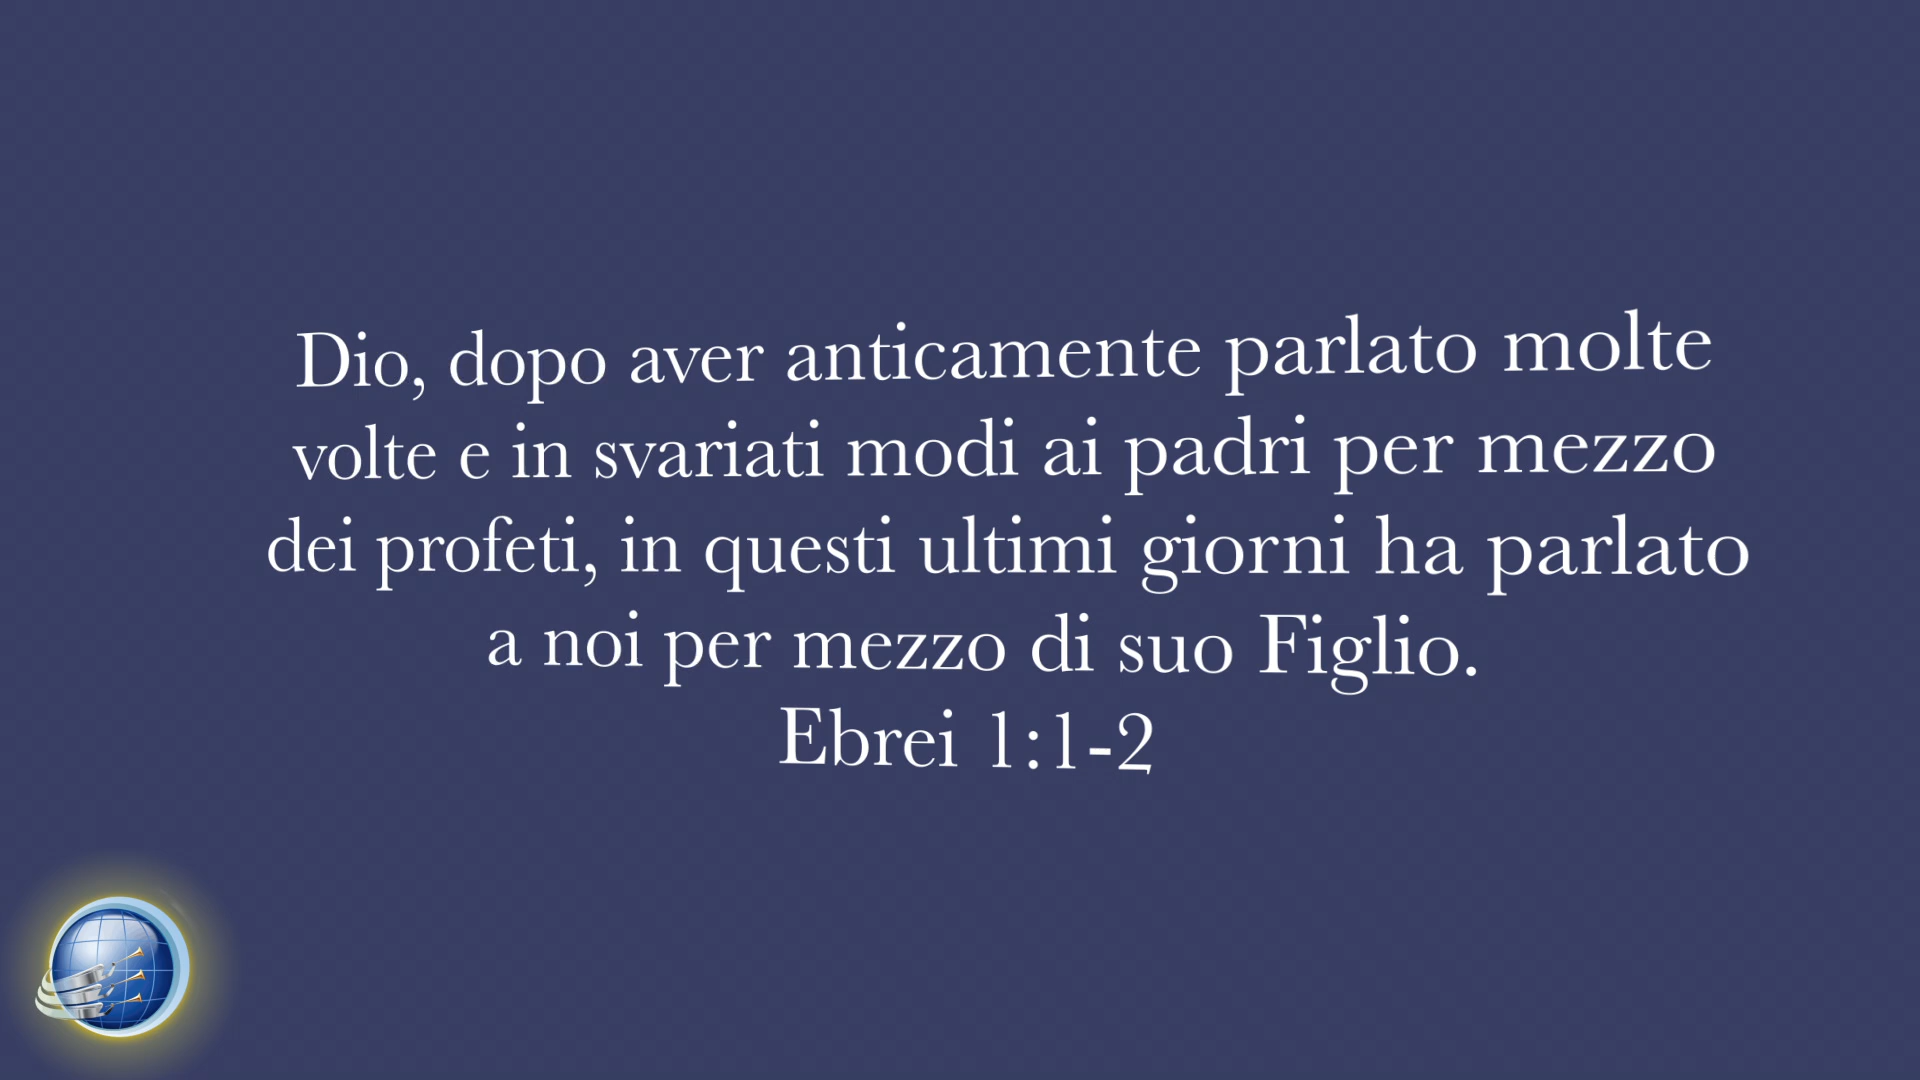 Dio, dopo aver anticamente parlato molte
volte e in svariati modi ai padri per mezzo
dei profeti, in questi ultimi giorni ha parlato
a noi per mezzo di suo Figlio.
Ebrei 1:1-2